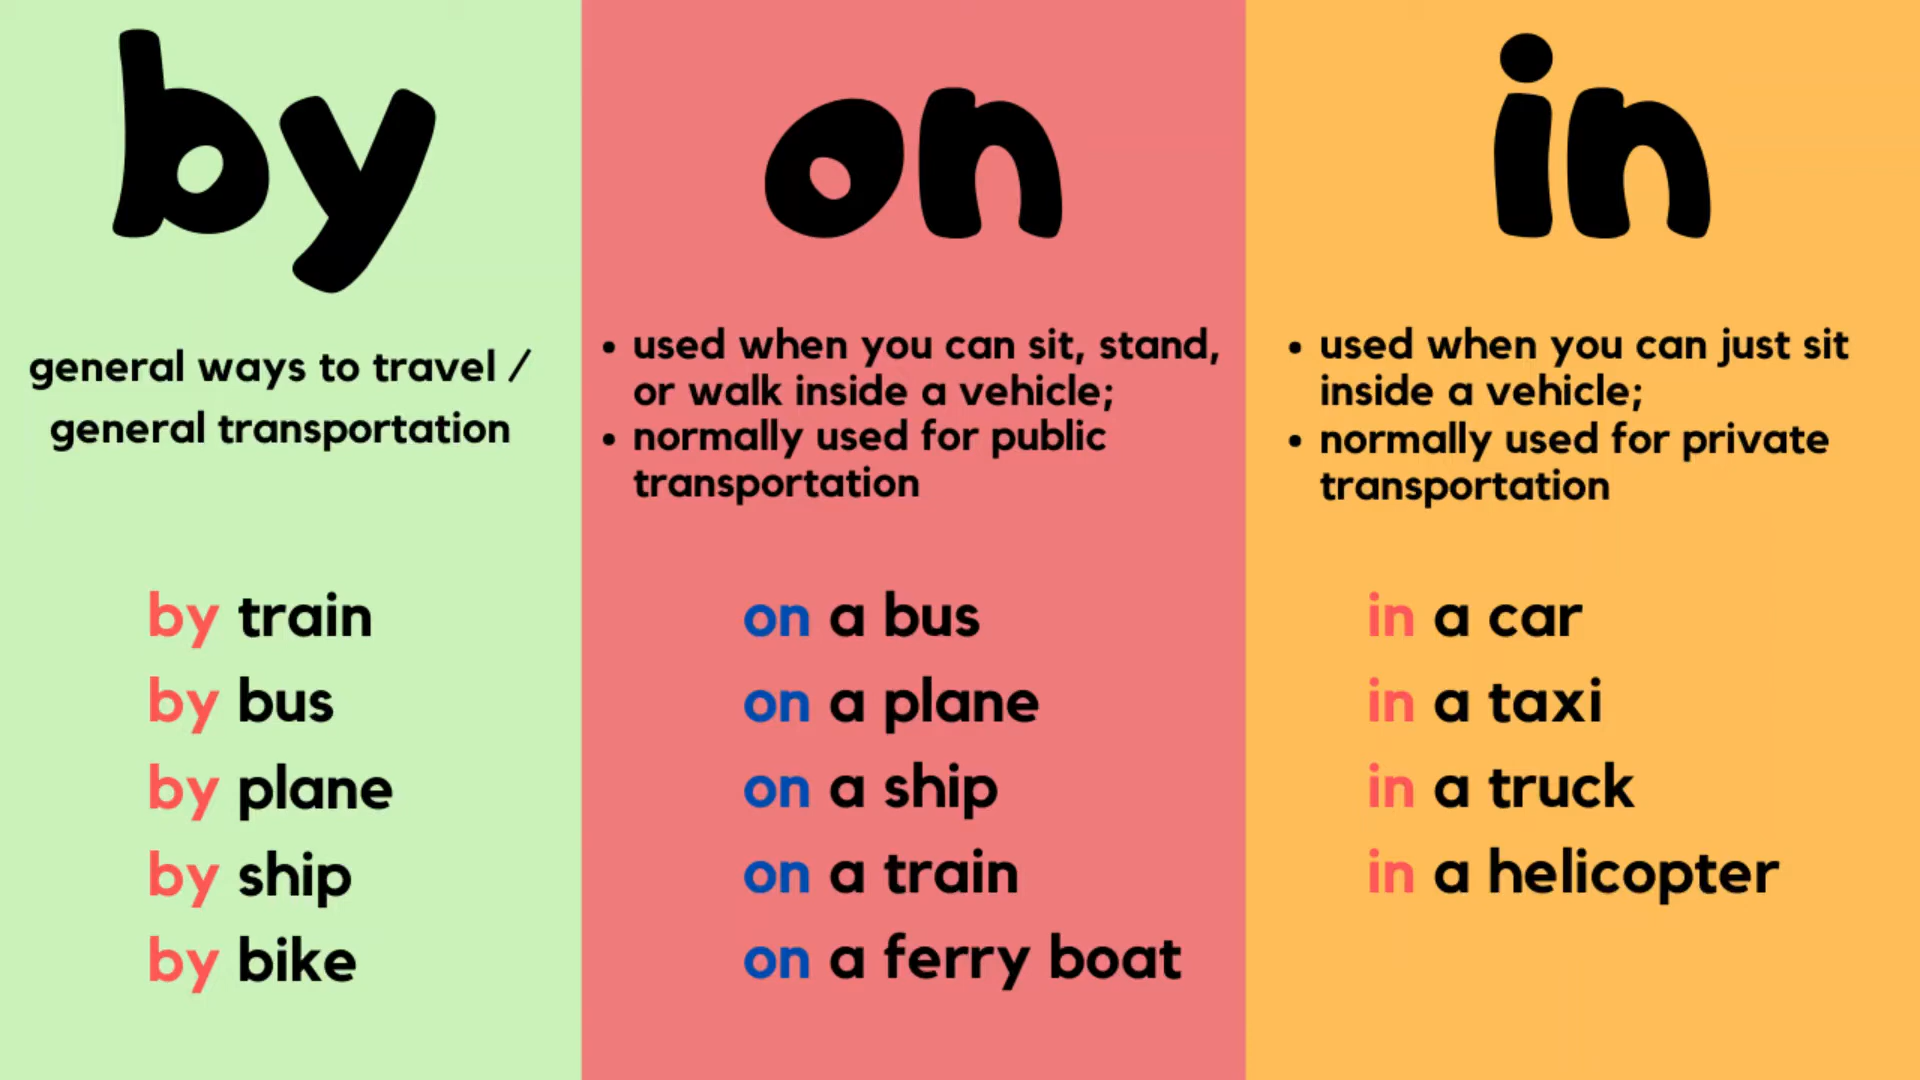 by
general ways to travel /
general transportation
by train
by bus
by plane
by ship
by bike
on
• used when you can sit, stand,
or walk inside a vehicle;
• normally used for public
transportation
on a bus
on a plane
on a ship
on a train
on a ferry boat
in
• used when you can just sit
inside a vehicle;
• normally used for private
transportation
in a car
in a taxi
in a truck
in a helicopter